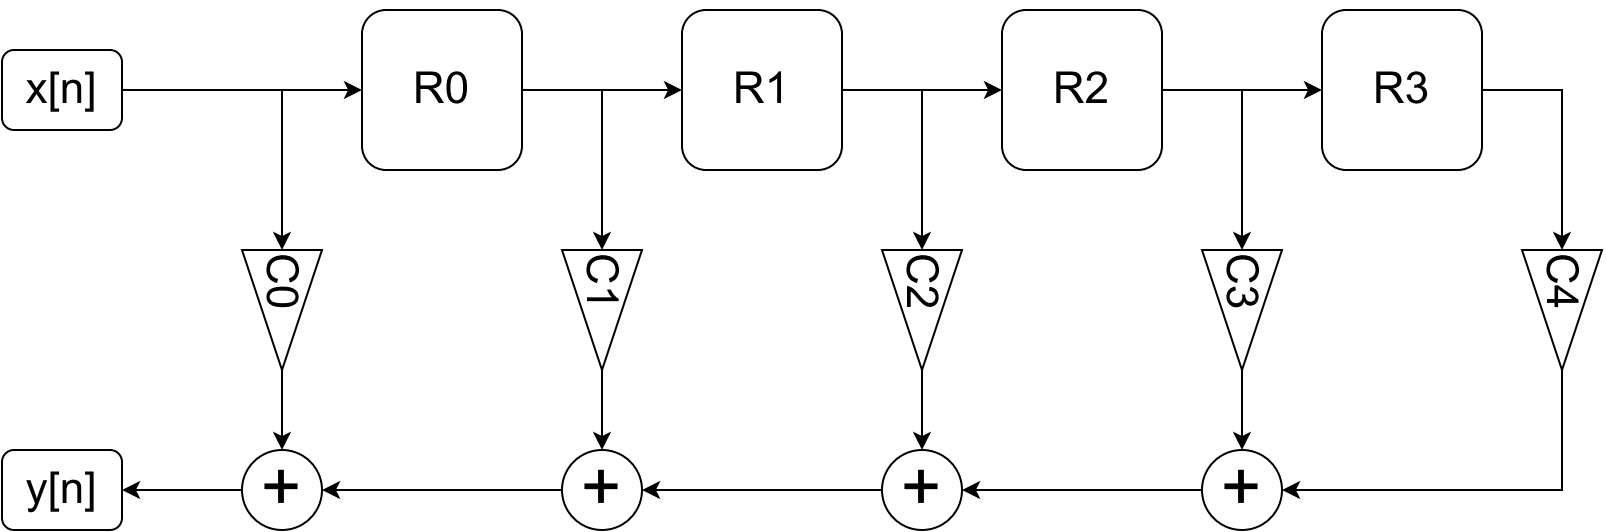 x[n]
R0
R1
R2
R3
C0
C1
C2
C3
C4
y[n]
+
+
+
+